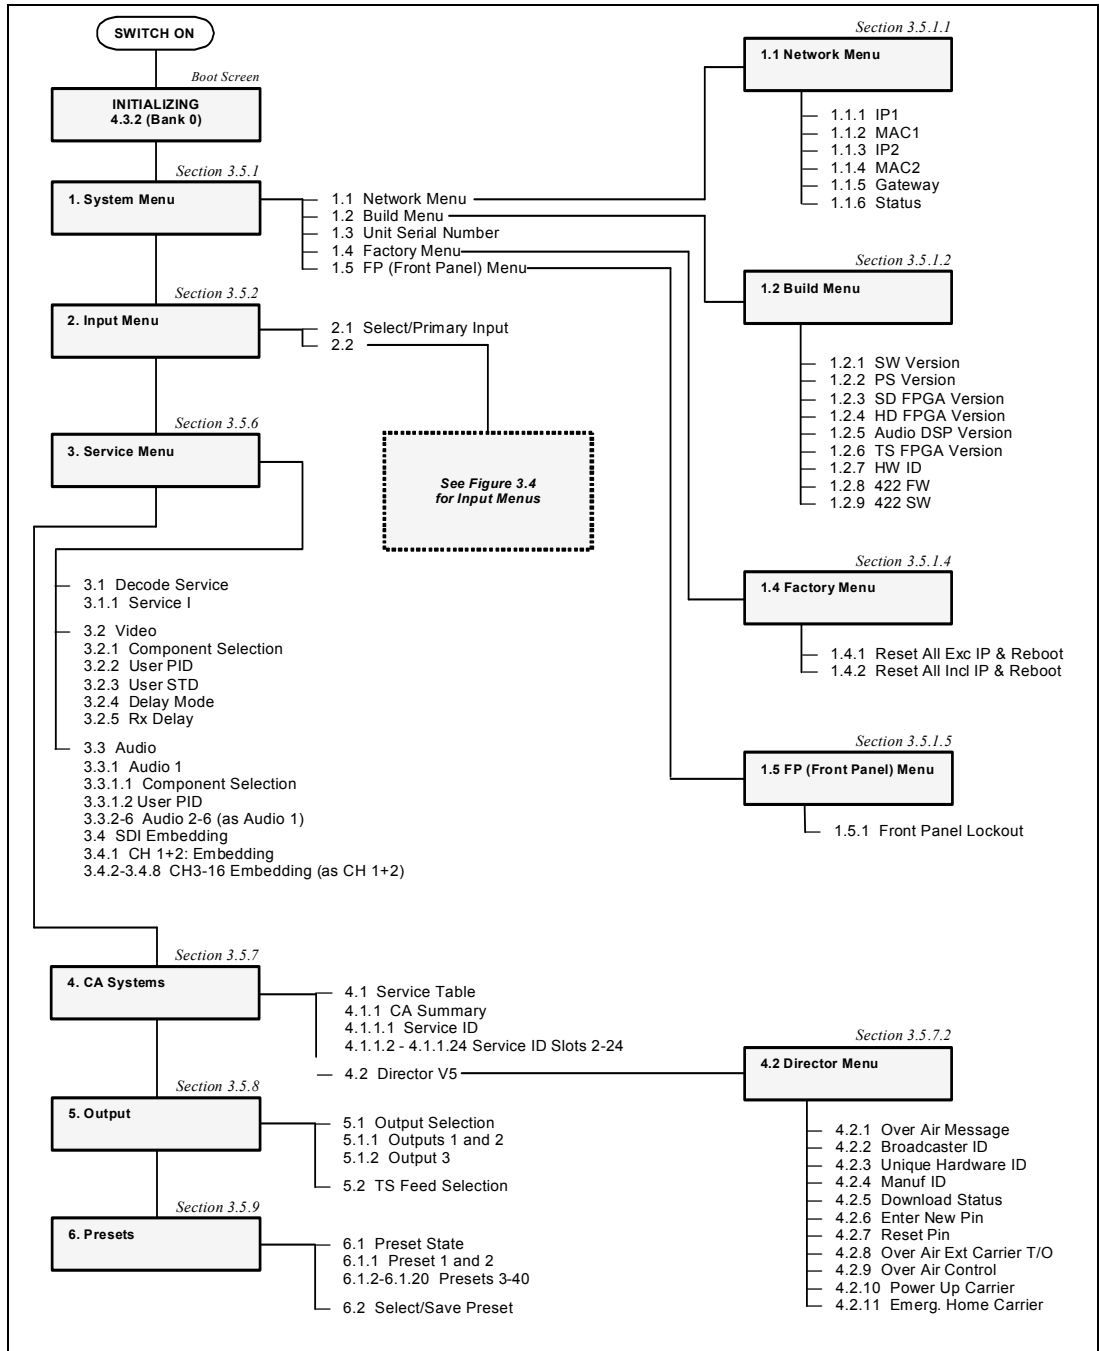 SWITCH ON
Boot Screen
INITIALIZING
4.3.2 (Bank 0)
Section 3.5.1
1. System Menu
1.1 Network Menu
1.2 Build Menu
1.3 Unit Serial Number
1.4 Factory Menu
1.5 FP (Front Panel) Menu
Section 3.5.1.1
1.1 Network Menu
1.1.1 IP1
1.1.2 MAC1
1.1.3 IP2
1.1.4 MAC2
1.1.5 Gateway
1.1.6 Status
Section 3.5.2
2. Input Menu
2.1 Select/Primary Input
2.2
See Figure 3.4
for Input Menus
Section 3.5.1.2
1.2 Build Menu
1.2.1 SW Version
1.2.2 PS Version
1.2.3 SD FPGA Version
1.2.4 HD FPGA Version
1.2.5 Audio DSP Version
1.2.6 TS FPGA Version
1.2.7 HW ID
1.2.8 422 FW
1.2.9 422 SW
Section 3.5.6
3. Service Menu
3.1 Decode Service
3.1.1 Service I
3.2 Video
3.2.1 Component Selection
3.2.2 User PID
3.2.3 User STD
3.2.4 Delay Mode
3.2.5 Rx Delay
3.3 Audio
3.3.1 Audio 1
3.3.1.1 Component Selection
3.3.1.2 User PID
3.3.2-6 Audio 2-6 (as Audio 1)
3.4 SDI Embedding
3.4.1 CH 1+2: Embedding
3.4.2-3.4.8 CH3-16 Embedding (as CH 1+2)
Section 3.5.1.4
1.4 Factory Menu
1.4.1 Reset All Exc IP & Reboot
1.4.2 Reset All Incl IP & Reboot
Section 3.5.1.5
1.5 FP (Front Panel) Menu
1.5.1 Front Panel Lockout
Section 3.5.7
4. CA Systems
4.1 Service Table
4.1.1 CA Summary
4.1.1.1 Service ID
4.1.1.2 - 4.1.1.24 Service ID Slots 2-24
4.2 Director V5
Section 3.5.7.2
4.2 Director Menu
4.2.1 Over Air Message
4.2.2 Broadcaster ID
4.2.3 Unique Hardware ID
4.2.4 Manuf ID
4.2.5 Download Status
4.2.6 Enter New Pin
4.2.7 Reset Pin
4.2.8 Over Air Ext Carrier T/O
4.2.9 Over Air Control
4.2.10 Power Up Carrier
4.2.11 Emerg. Home Carrier
Section 3.5.8
5. Output
5.1 Output Selection
5.1.1 Outputs 1 and 2
5.1.2 Output 3
5.2 TS Feed Selection
Section 3.5.9
6. Presets
6.1 Preset State
6.1.1 Preset 1 and 2
6.1.2-6.1.20 Presets 3-40
6.2 Select/Save Preset